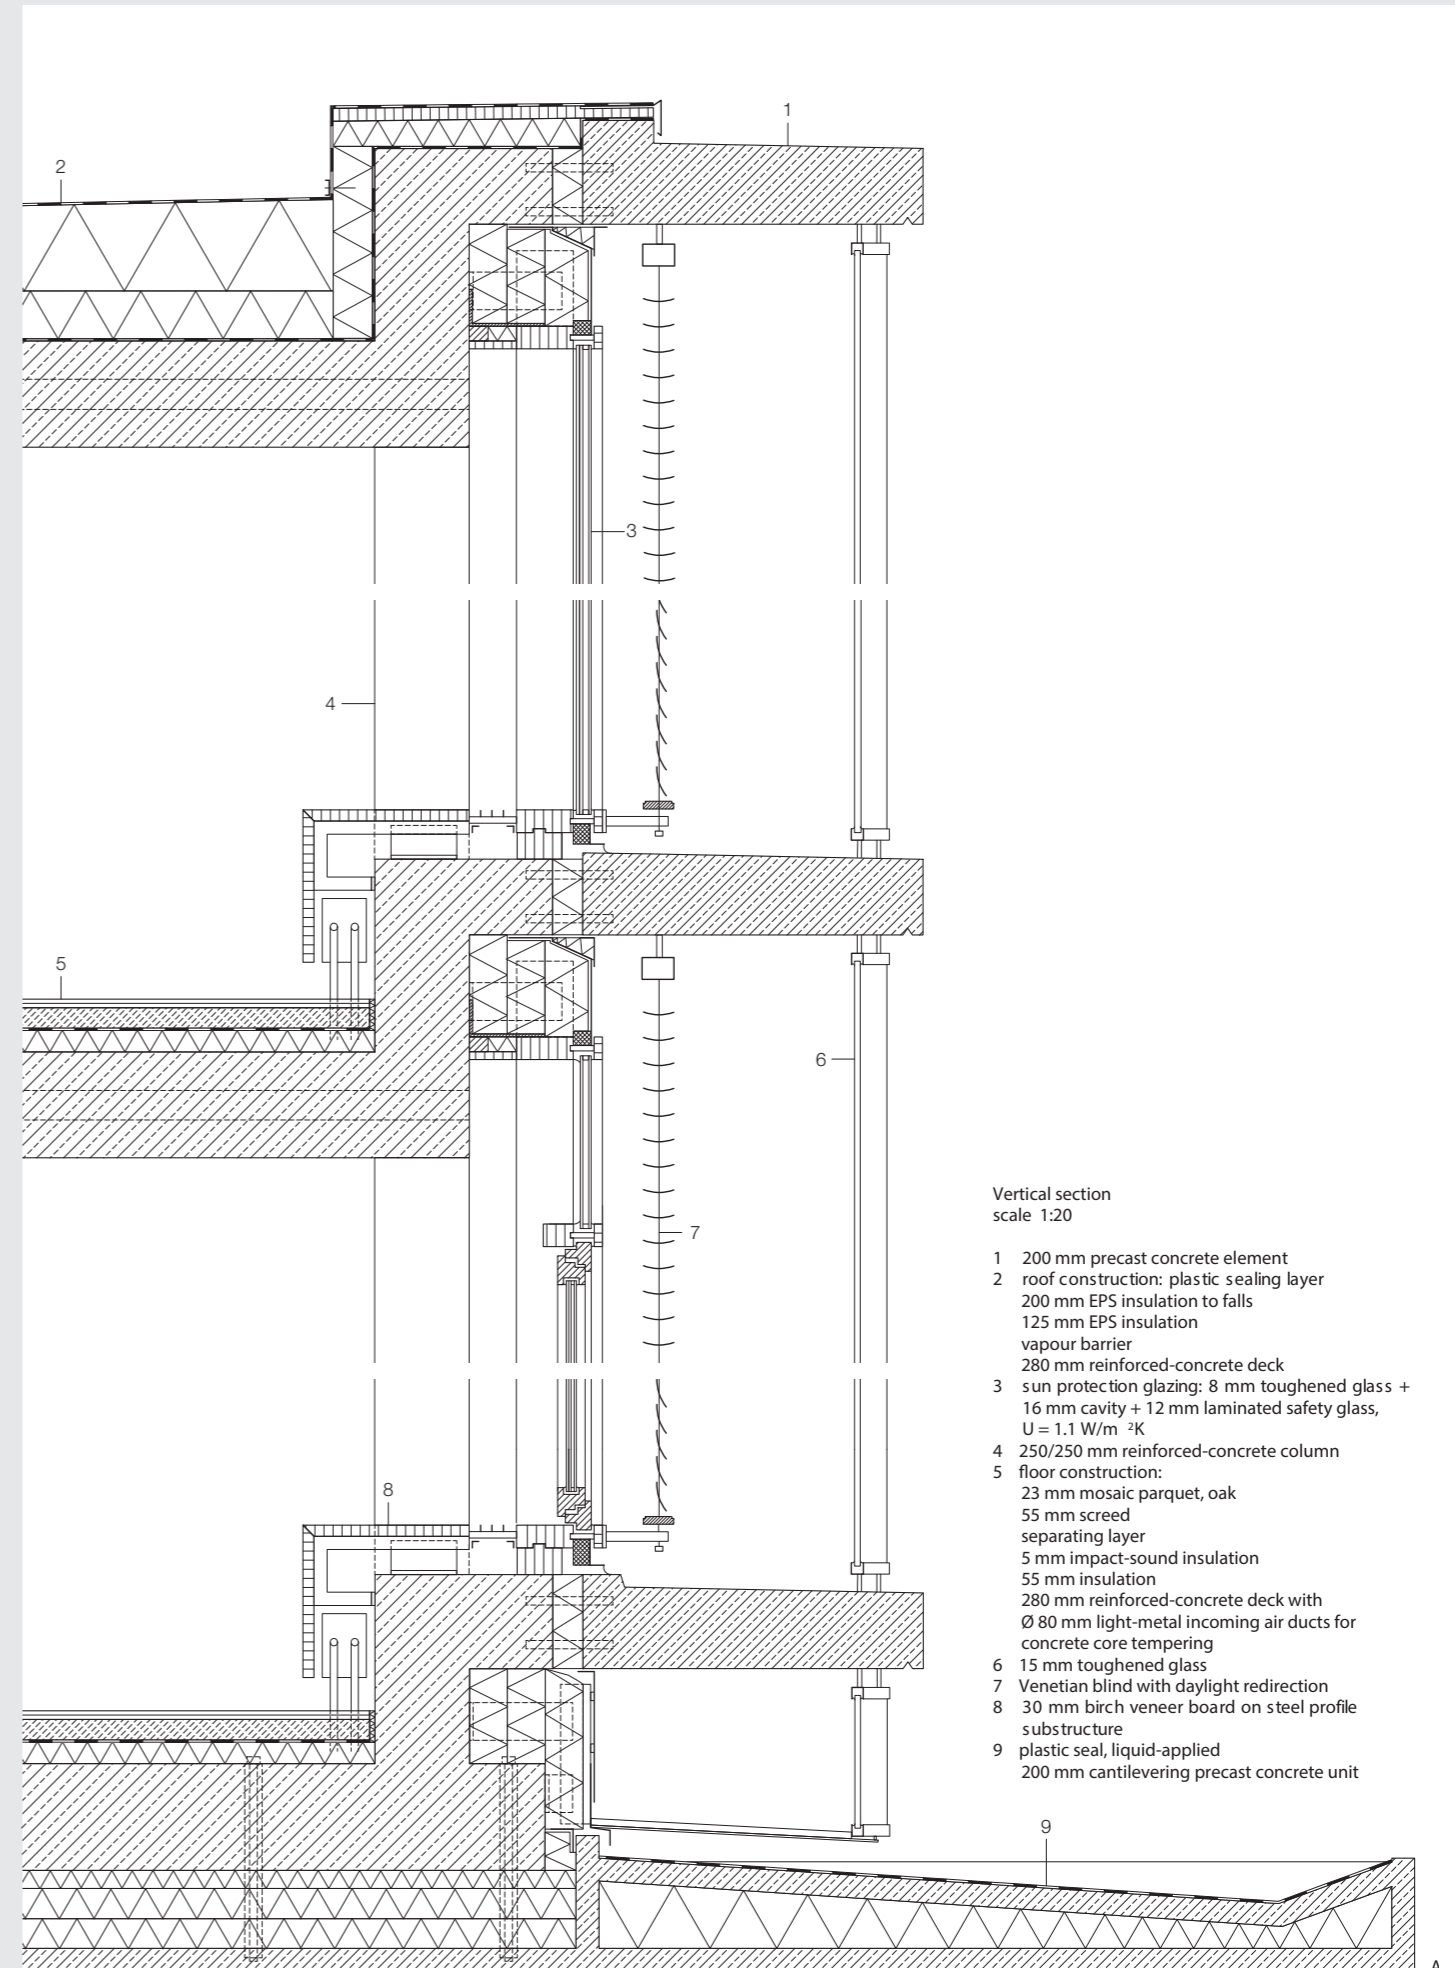 1
2
3
4
5
6
7
8
9
Vertical section
scale 1:20
1 200 mm precast concrete element
2 roof construction: plastic sealing layer
200 mm EPS insulation to falls
125 mm EPS insulation
vapour barrier
280 mm reinforced-concrete deck
3 sun protection glazing: 8 mm toughened glass +
16 mm cavity + 12 mm laminated safety glass,
U = 1.1 W/m ²K
4 250/250 mm reinforced-concrete column
5 floor construction:
23 mm mosaic parquet, oak
55 mm screed
separating layer
5 mm impact-sound insulation
55 mm insulation
280 mm reinforced-concrete deck with
Ø 80 mm light-metal incoming air ducts for
concrete core tempering
6 15 mm toughened glass
7 Venetian blind with daylight redirection
8 30 mm birch veneer board on steel profile
substructure
9 plastic seal, liquid-applied
200 mm cantilevering precast concrete unit
A